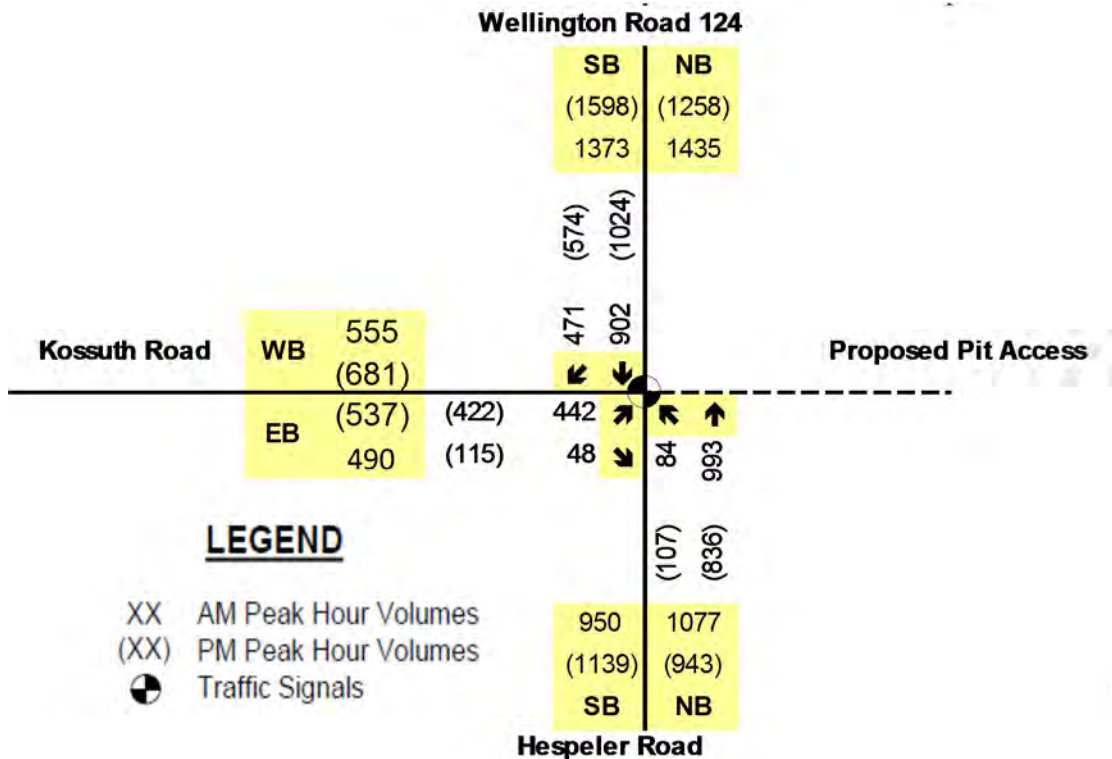 Wellington Road 124
SB NB
(1598) (1258)
1373 1435
(574) (1024)
471 902
Kossuth Road
WB
555
(681)
EB
(537)
490
(422) 442
(115) 48
Proposed Pit Access
84 993
(107) (836)
950 1077
(1139) (943)
SB NB
Hespeler Road
LEGEND
XX AM Peak Hour Volumes
(XX) PM Peak Hour Volumes
Traffic Signals